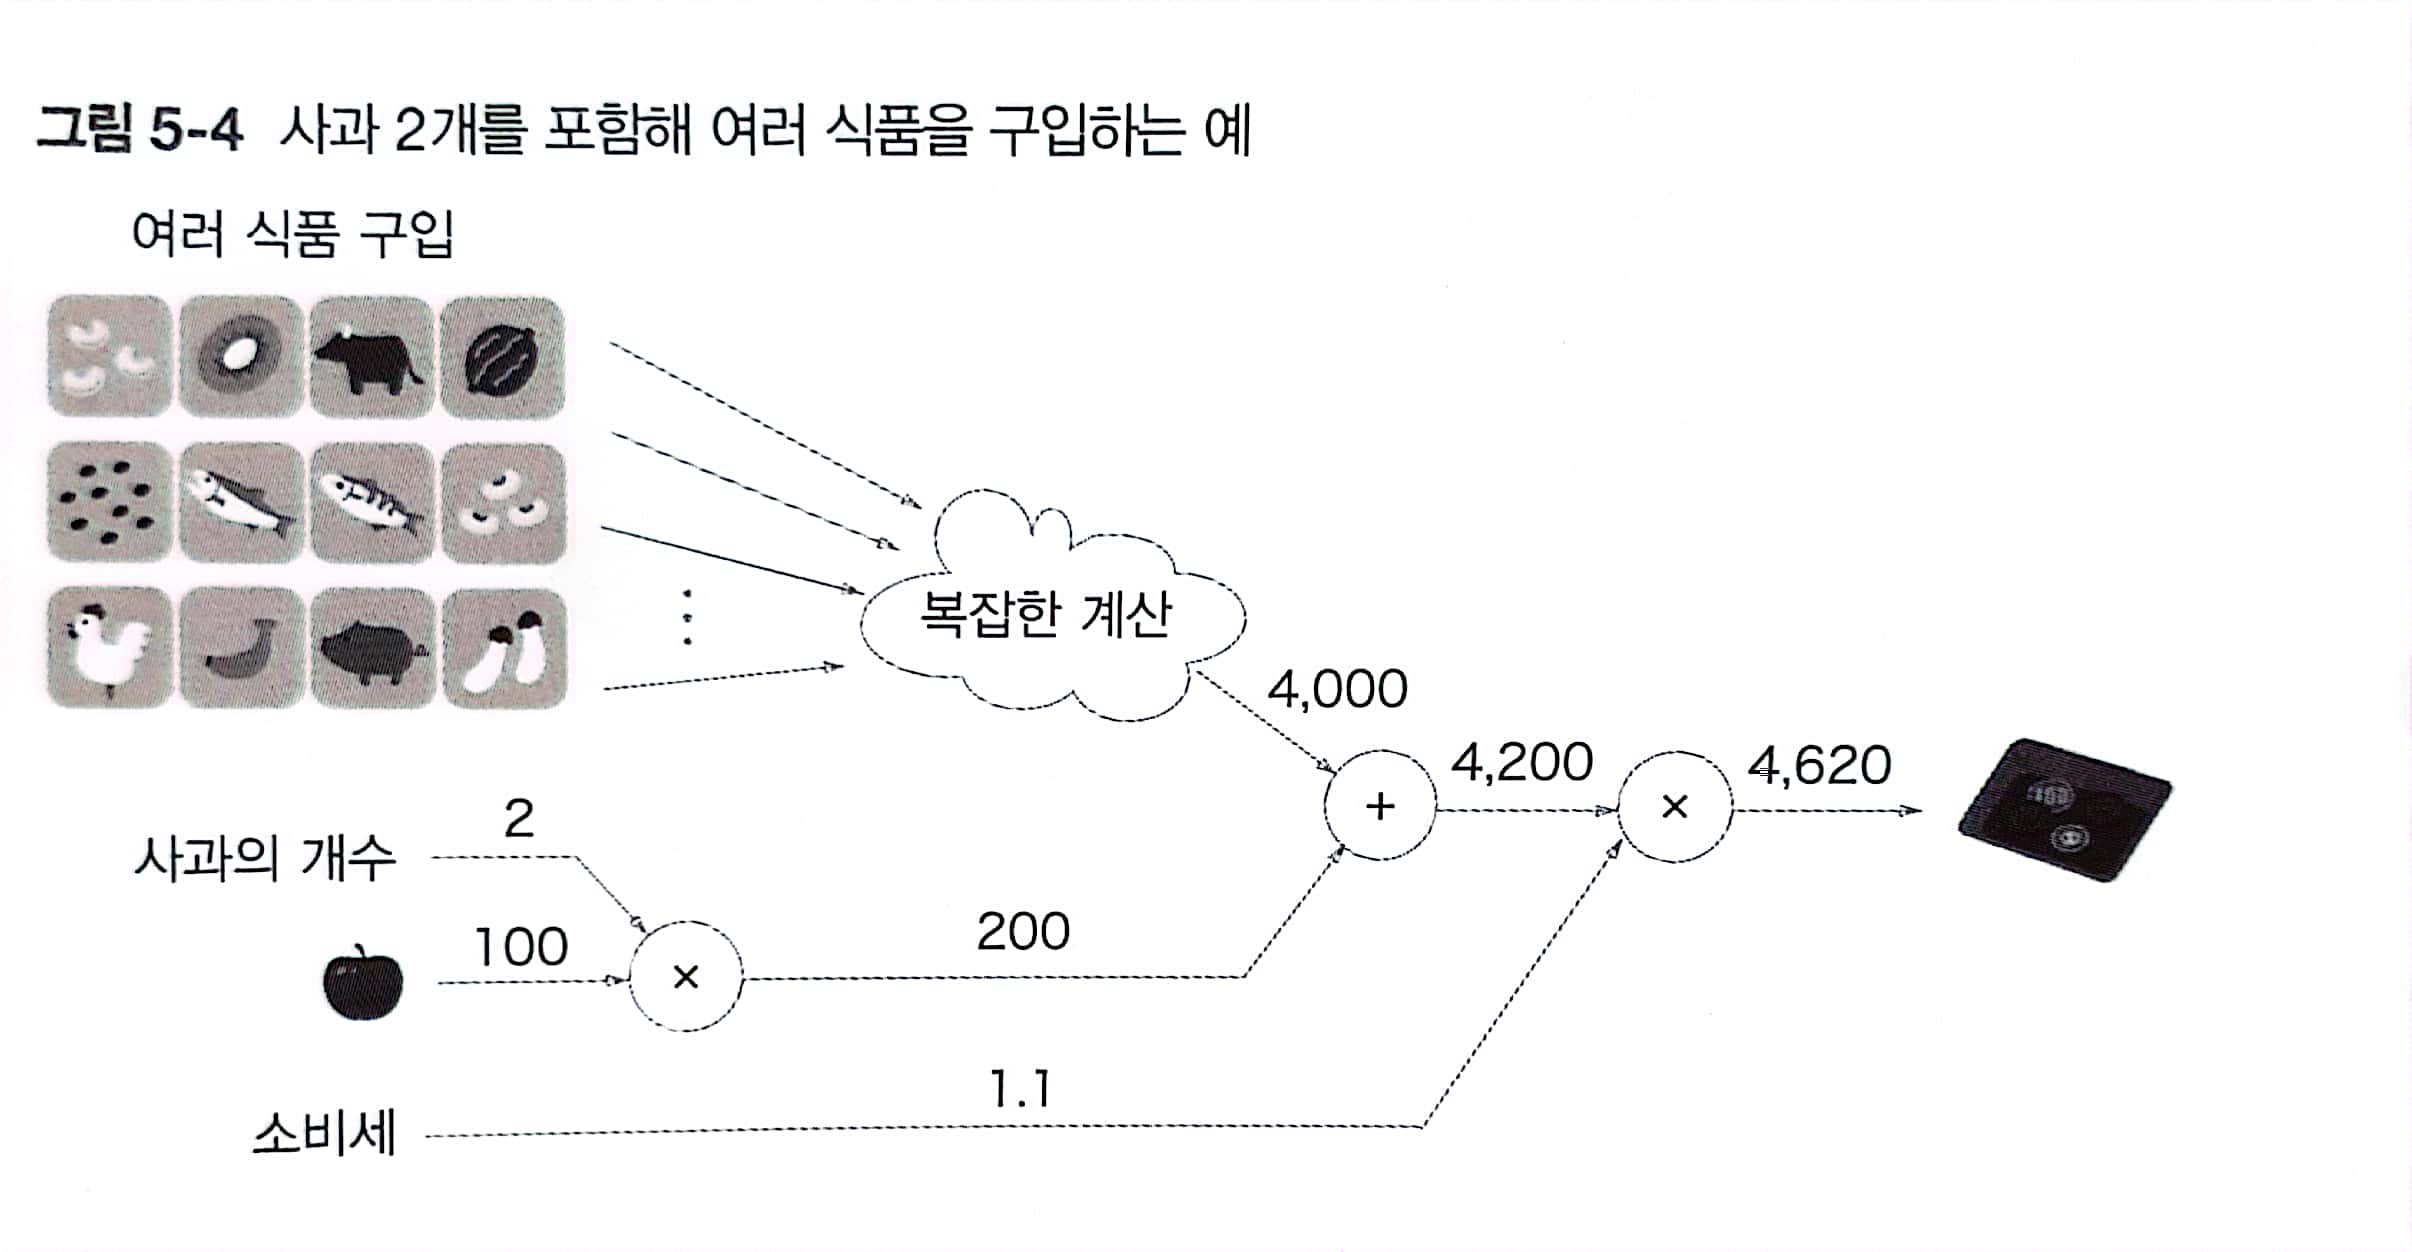 그림 5-4 사과 2개를 포함해 여러 식품을 구입하는 예
여러 식품 구입
복잡한 계산
4,000
+
4,200
×
4,620
사과의 개수
2
100
×
200
1.1
소비세